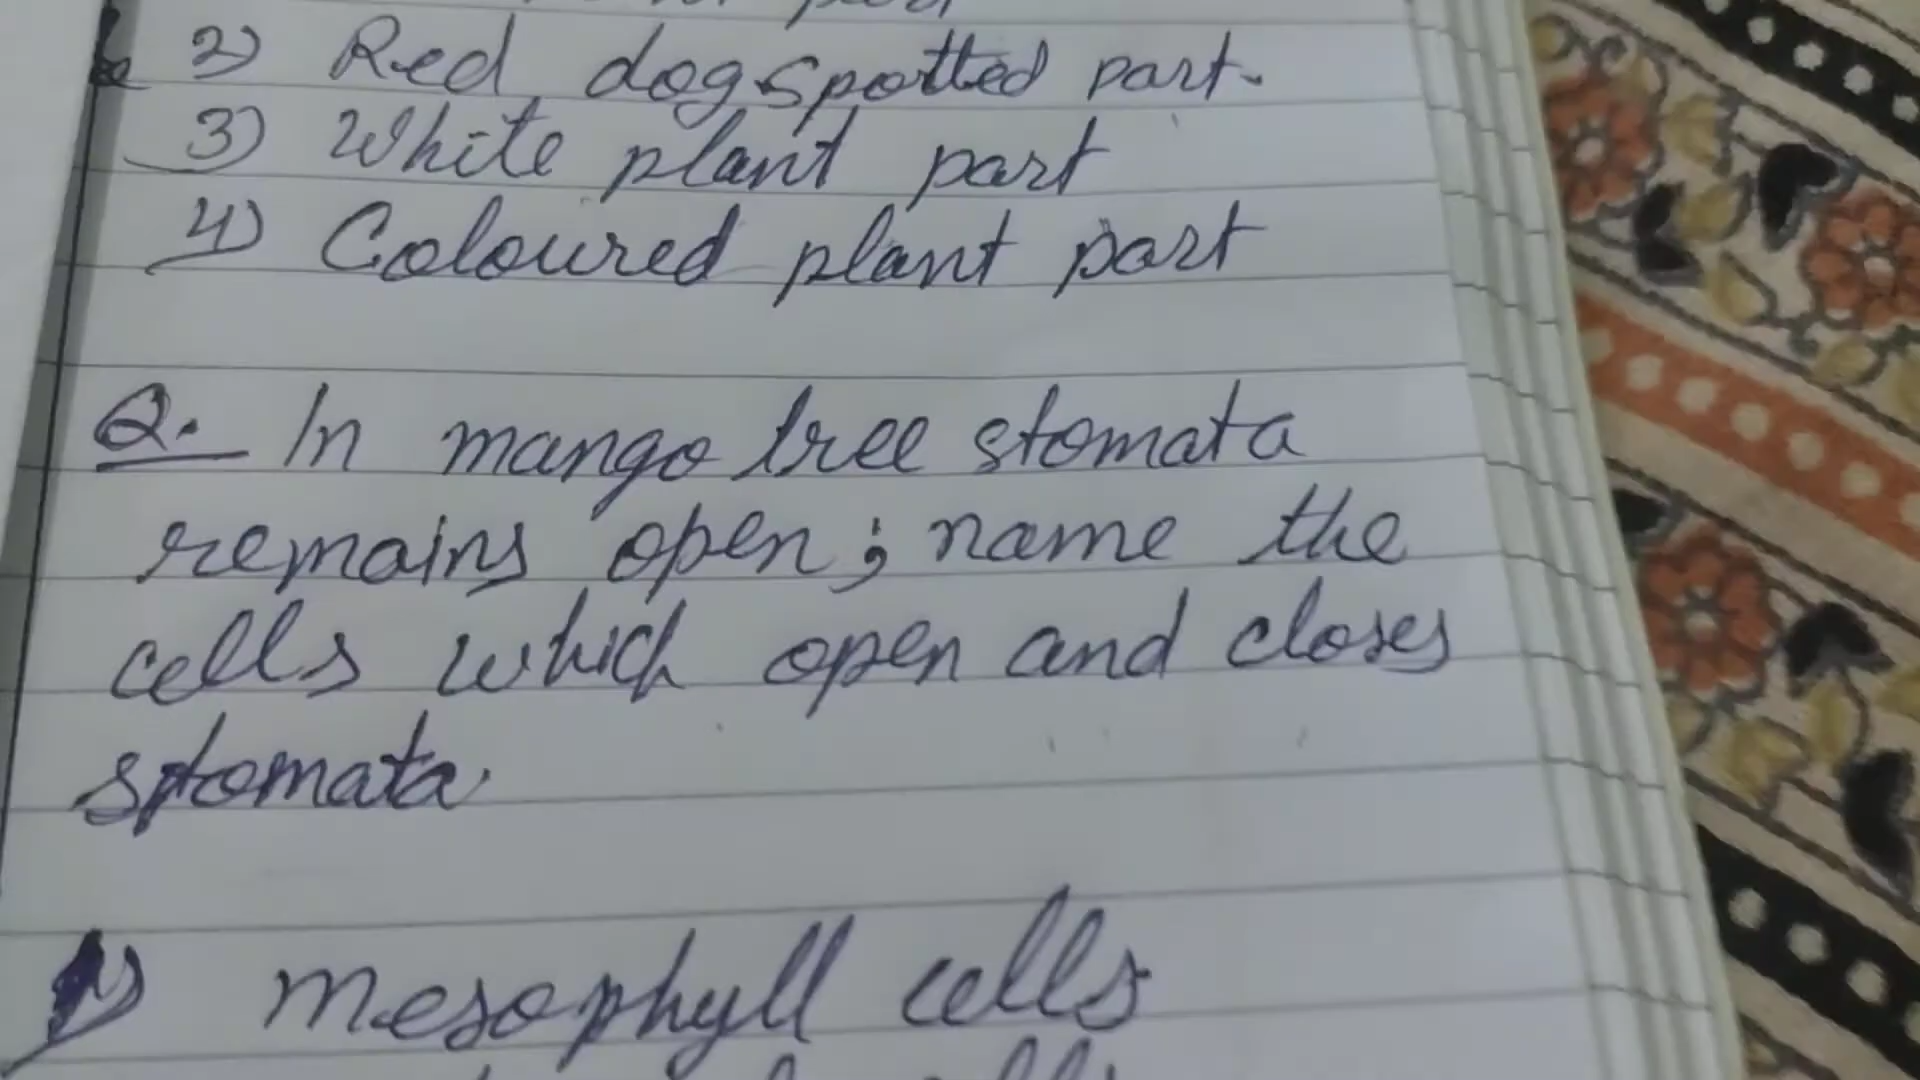 2) Red dog spotted part.
3) White plant part
4) Coloured plant part
Q. In mango tree stomata
remains open; name the
cells which open and closes
stomata.
1) Mesophyll cells